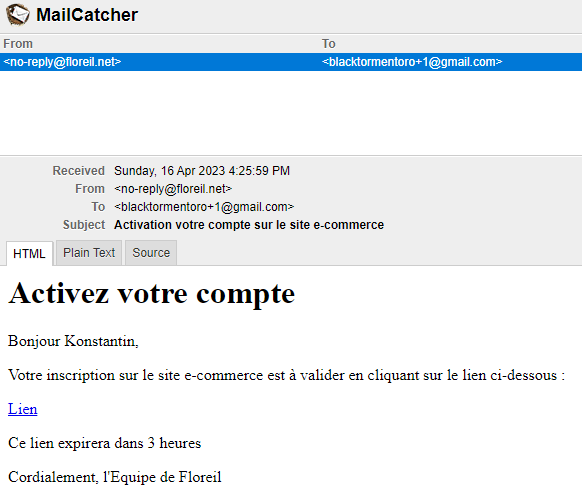 MailCatcher
From To
<no-reply@floreil.net> <blacktormentoro+1@gmail.com>
Received Sunday, 16 Apr 2023 4:25:59 PM
From <no-reply@floreil.net>
To <blacktormentoro+1@gmail.com>
Subject Activation votre compte sur le site e-commerce
HTML Plain Text Source
Activez votre compte
Bonjour Konstantin,
Votre inscription sur le site e-commerce est à valider en cliquant sur le lien ci-dessous :
Lien
Ce lien expirera dans 3 heures
Cordialement, l'Equipe de Floreil